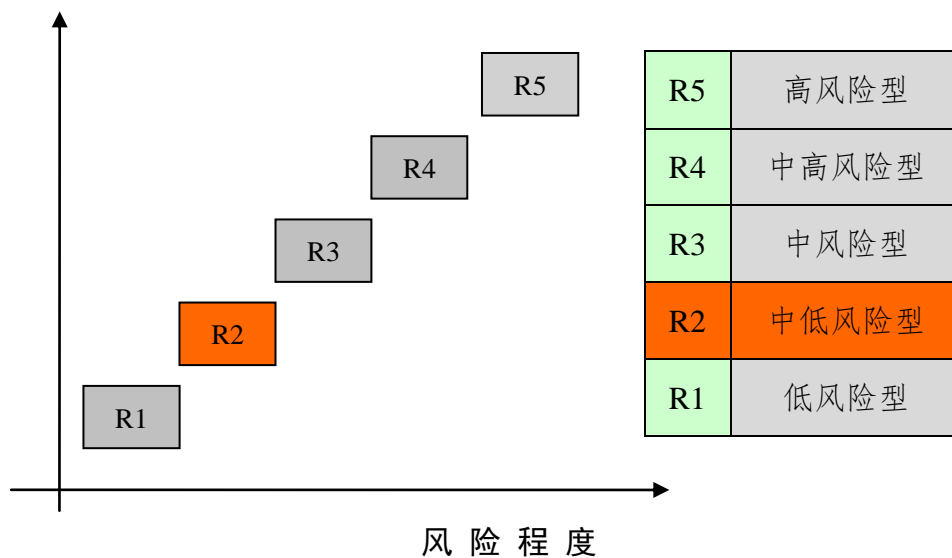 R5
R4
R3
R2
R1
风险程度
R5 高风险型
R4 中高风险型
R3 中风险型
R2 中低风险型
R1 低风险型